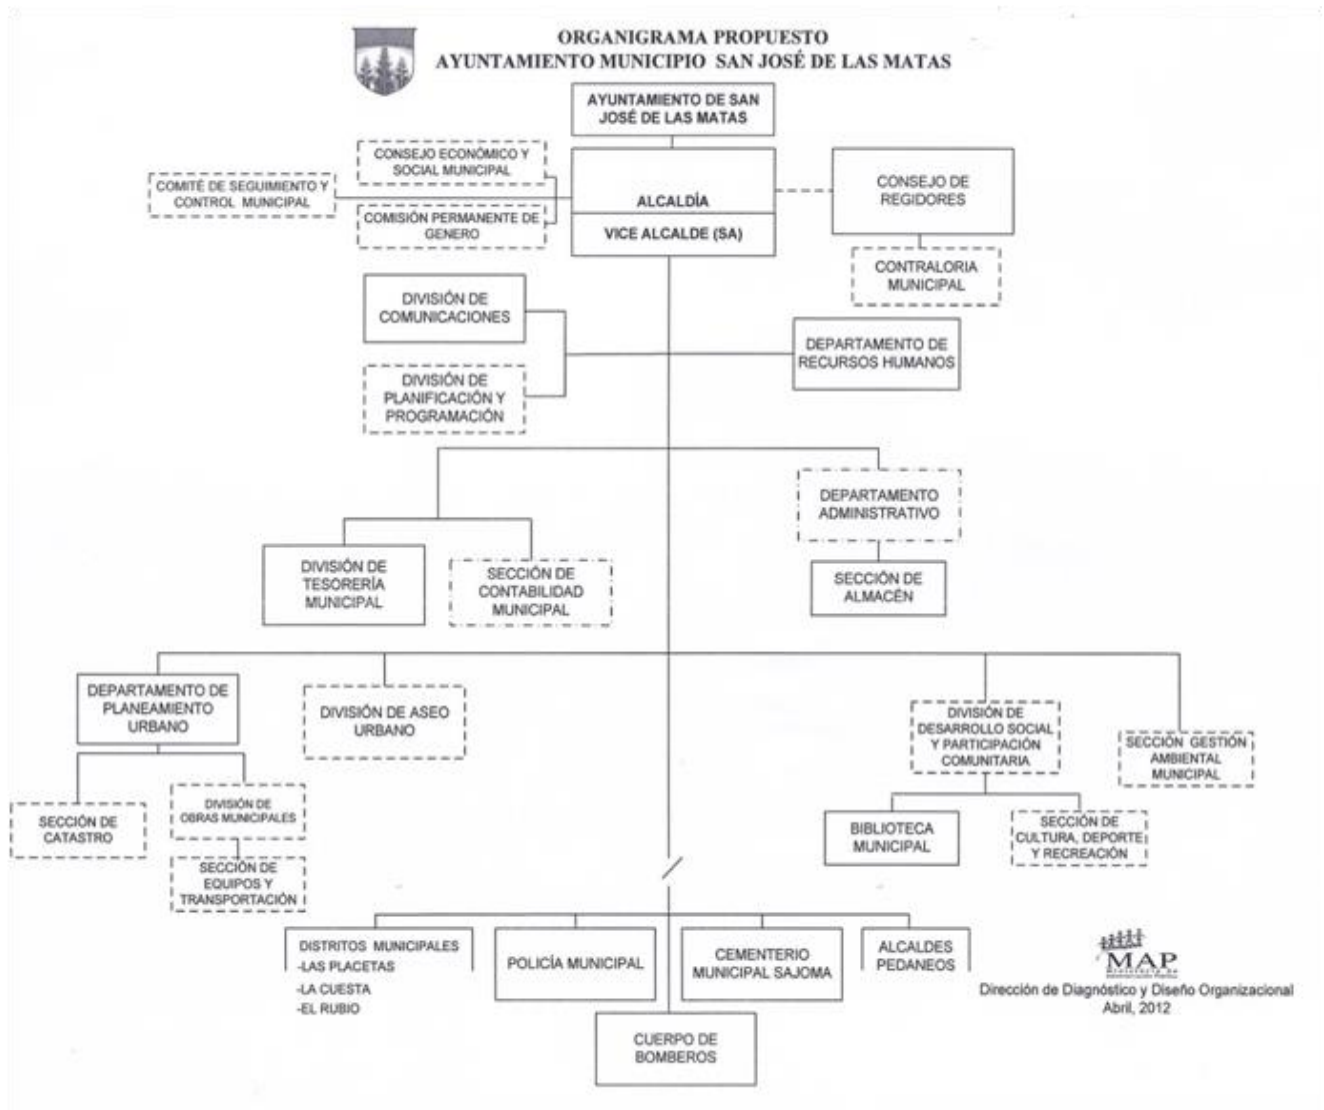 ORGANIGRAMA PROPUESTO
AYUNTAMIENTO MUNICIPIO SAN JOSÉ DE LAS MATAS
AYUNTAMIENTO DE SAN
JOSÉ DE LAS MATAS
CONSEJO ECONÓMICO Y
SOCIAL MUNICIPAL
COMITÉ DE SEGUIMIENTO Y
CONTROL MUNICIPAL
COMISIÓN PERMANENTE DE
GENERO
ALCALDÍA
VICE ALCALDE (SA)
CONSEJO DE
REGIDORES
CONTRALORIA
MUNICIPAL
DIVISIÓN DE
COMUNICACIONES
DEPARTAMENTO DE
RECURSOS HUMANOS
DIVISIÓN DE
PLANIFICACIÓN Y
PROGRAMACIÓN
DEPARTAMENTO
ADMINISTRATIVO
DIVISIÓN DE
TESORERÍA
MUNICIPAL
SECCIÓN DE
CONTABILIDAD
MUNICIPAL
SECCIÓN DE
ALMACÉN
DEPARTAMENTO DE
PLANEAMIENTO
URBANO
DIVISIÓN DE ASEO
URBANO
DIVISIÓN DE
DESARROLLO SOCIAL
Y PARTICIPACIÓN
COMUNITARIA
SECCIÓN GESTIÓN
AMBIENTAL
MUNICIPAL
SECCIÓN DE
CATASTRO
DIVISIÓN DE
OBRAS MUNICIPALES
SECCIÓN DE
EQUIPOS Y
TRANSPORTACIÓN
BIBLIOTECA
MUNICIPAL
SECCIÓN DE
CULTURA, DEPORTE
Y RECREACIÓN
DISTRITOS MUNICIPALES
-LAS PLACETAS
-LA CUESTA
-EL RUBIO
POLICÍA MUNICIPAL
CEMENTERIO
MUNICIPAL SAJOMA
ALCALDES
PEDANEOS
CUERPO DE
BOMBEROS
MAP
Dirección de Diagnóstico y Diseño Organizacional
Abril, 2012